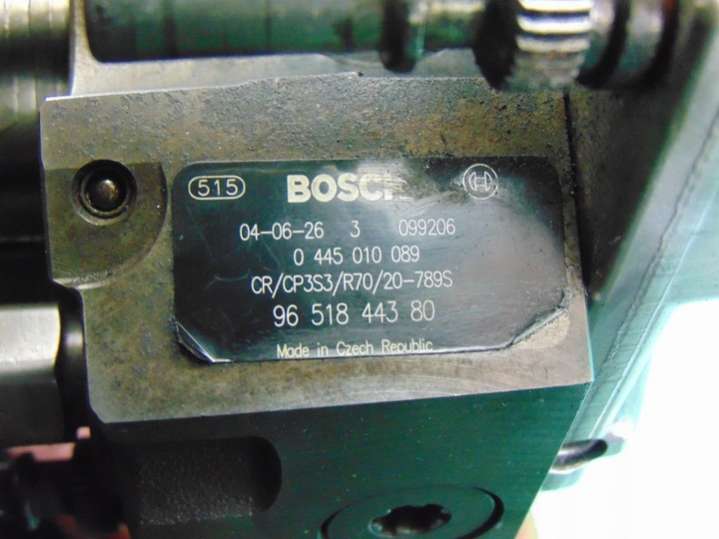 515 BOSCH
04-06-26 3 099206
0 445 010 089
CR/CP3S3/R70/20-789S
96 518 443 80
Made in Czech Republic